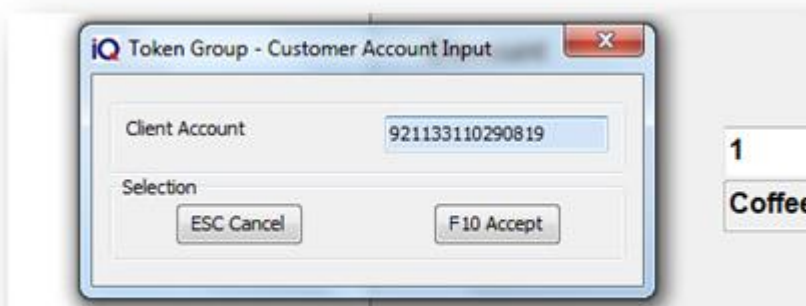 iQ Token Group - Customer Account Input
Client Account 921133110290819
Selection
ESC Cancel F10 Accept
1
Coffee